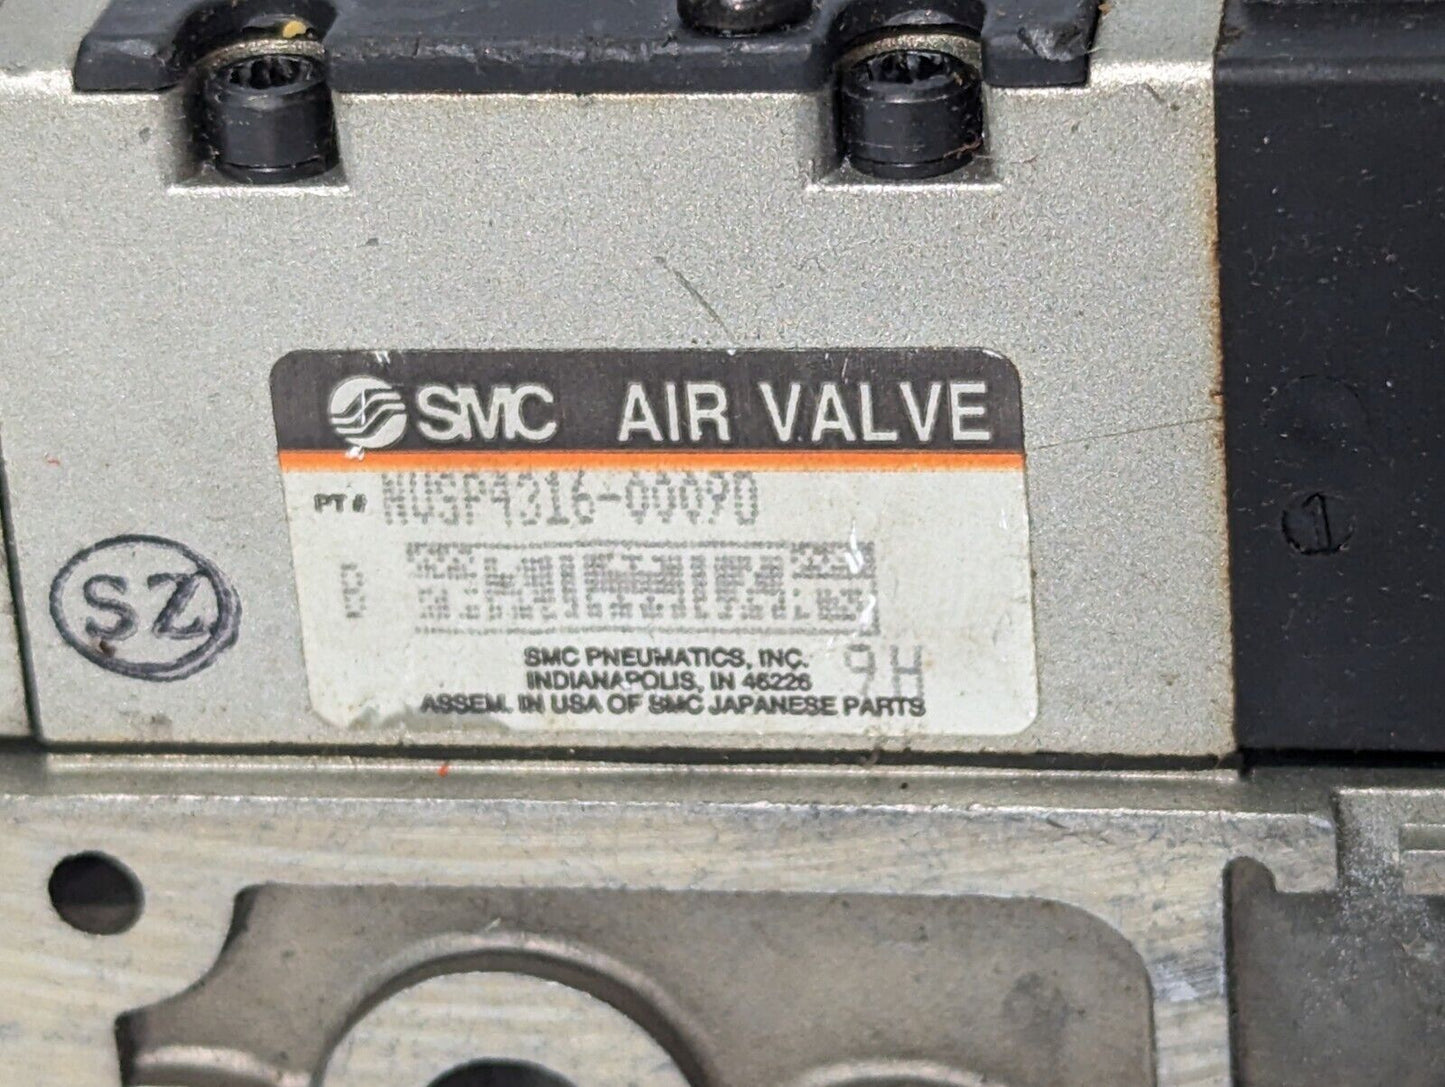 SMC AIR VALVE
PT# NVSP4316-00090
SMC PNEUMATICS, INC.
INDIANAPOLIS, IN 46226
9H
ASSEM. IN USA OF SMC JAPANESE PARTS
SZ
1